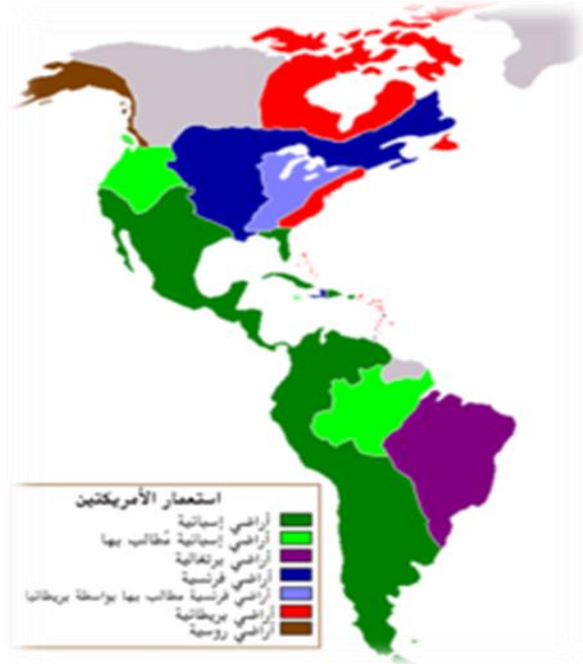 استعمار الأمريكتين
أراضي إسبانية
أراضي إسبانية مُطالب بها
أراضي برتغالية
أراضي فرنسية
أراضي فرنسية مطالب بها بواسطة بريطانيا
أراضي بريطانية
أراضي روسية